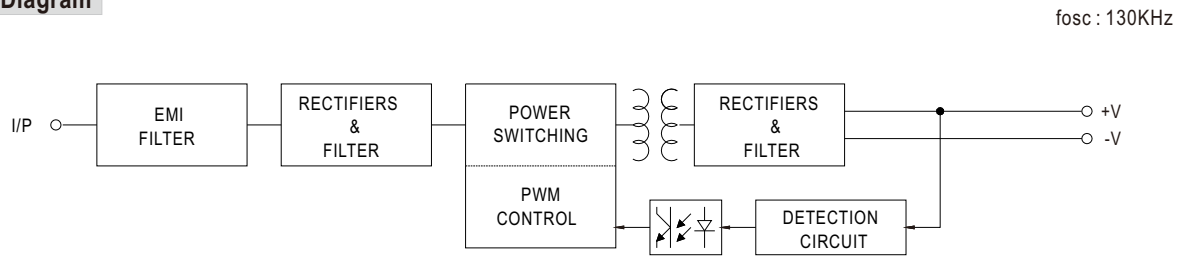 Diagram
fosc : 130KHz
I/P
EMI
FILTER
RECTIFIERS
&
FILTER
POWER
SWITCHING
PWM
CONTROL
RECTIFIERS
&
FILTER
+V
-V
DETECTION
CIRCUIT